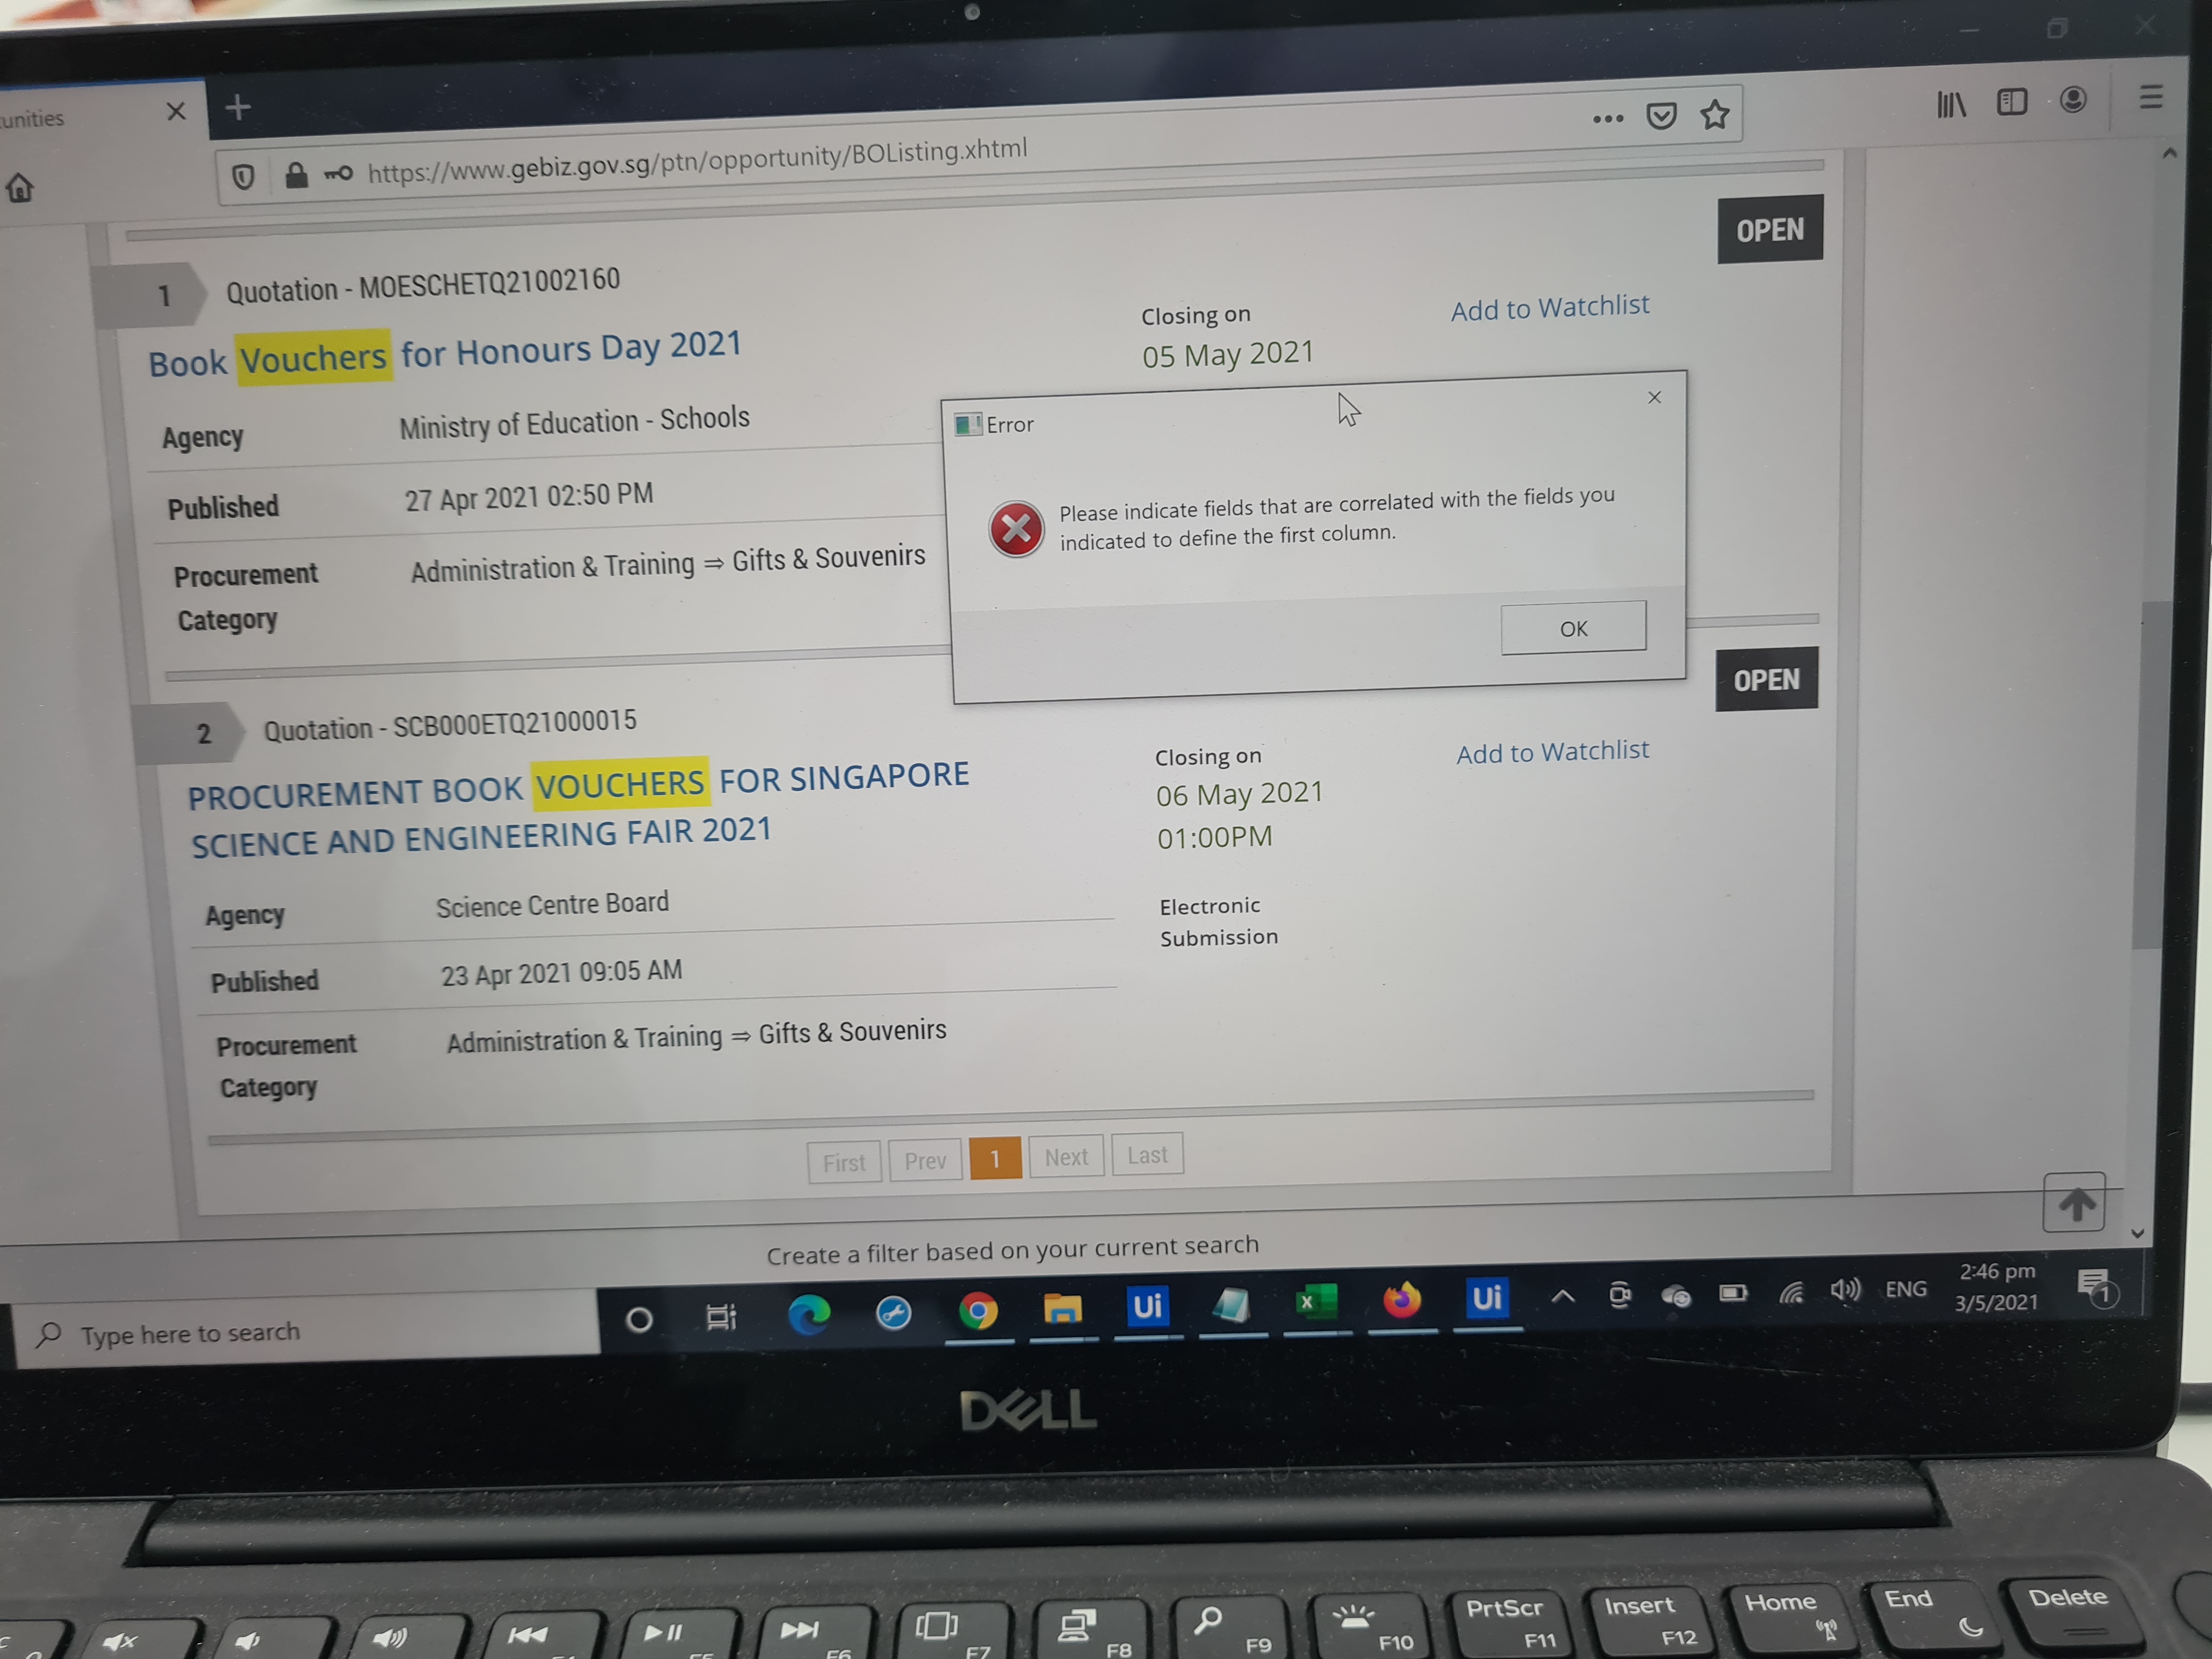 unities
https://www.gebiz.gov.sg/ptn/opportunity/BOListing.xhtml
OPEN
1
Quotation - MOESCHETQ21002160
Book Vouchers for Honours Day 2021
Closing on
05 May 2021
Add to Watchlist
Agency
Ministry of Education - Schools
Published
27 Apr 2021 02:50 PM
Procurement
Category
Administration & Training ⇒ Gifts & Souvenirs
Error
Please indicate fields that are correlated with the fields you
indicated to define the first column.
OK
OPEN
2
Quotation - SCB000ETQ21000015
PROCUREMENT BOOK VOUCHERS FOR SINGAPORE
SCIENCE AND ENGINEERING FAIR 2021
Closing on
06 May 2021
01:00PM
Add to Watchlist
Electronic
Submission
Agency
Science Centre Board
Published
23 Apr 2021 09:05 AM
Procurement
Category
Administration & Training ⇒ Gifts & Souvenirs
First Prev 1 Next Last
Create a filter based on your current search
Type here to search
Ui
X
Ui
ENG
2:46 pm
3/5/2021
1
DELL
F7
F8
F9
F10
PrtScr
F11
Insert
F12
Home
End
Delete